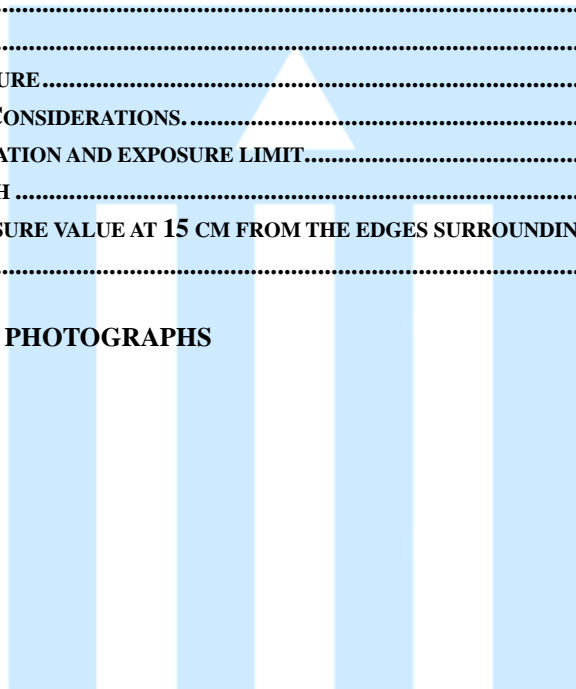 URE
CONSIDERATIONS.
ATION AND EXPOSURE LIMIT
H
SURE VALUE AT 15 CM FROM THE EDGES SURROUNDIN
PHOTOGRAPHS